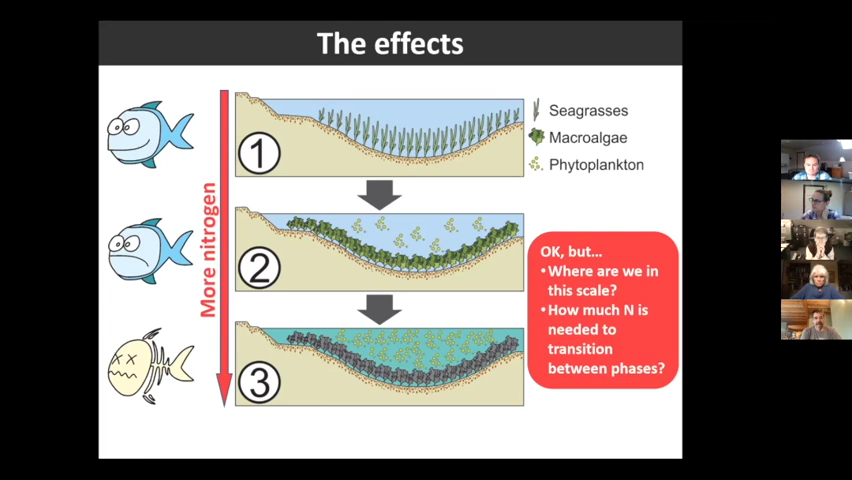 The effects
More nitrogen
1
Seagrasses
Macroalgae
Phytoplankton
2
3
OK, but...
•Where are we in
this scale?
•How much N is
needed to
transition
between phases?